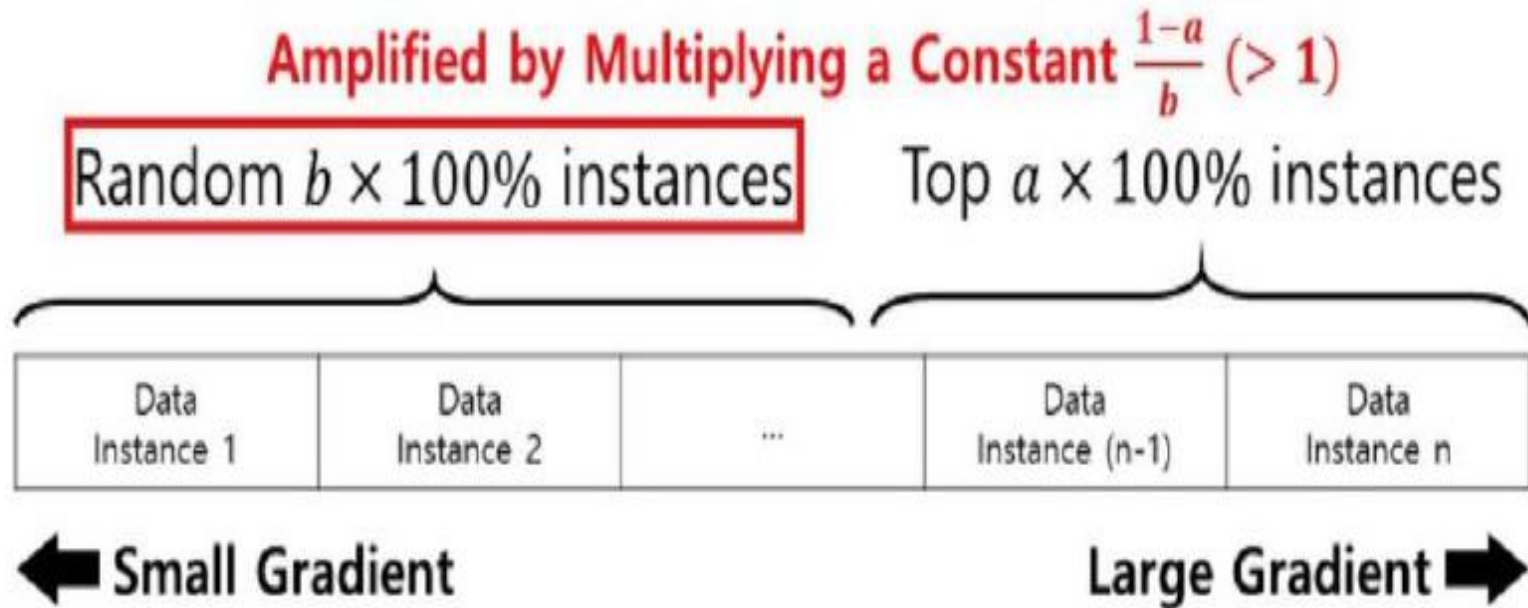 Amplified by Multiplying a Constant \frac{1-a}{b} (> 1)
Random b × 100% instances
Top a × 100% instances
Data Instance 1
Data Instance 2
...
Data Instance (n-1)
Data Instance n
Small Gradient
Large Gradient